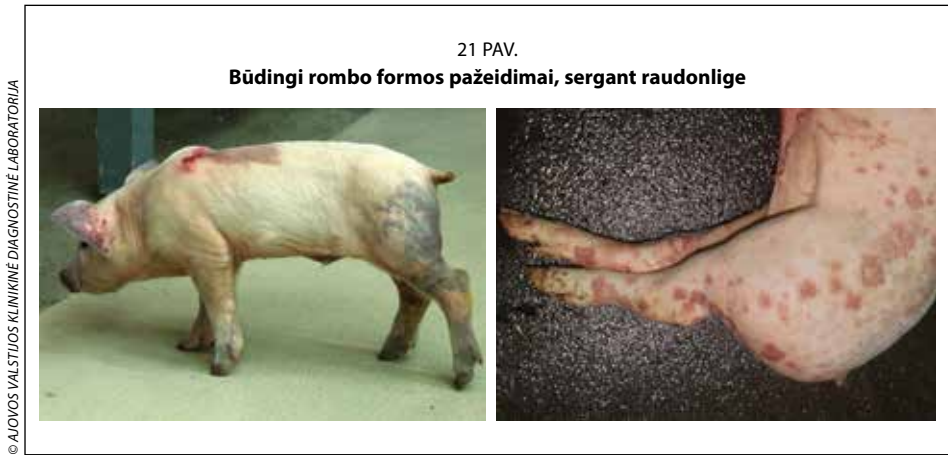 21 PAV.
Būdingi rombo formos pažeidimai, sergant raudonlige
© AJOVOS VALSTIJOS KLINIKINĖ DIAGNOSTINĖ LABORATORIJA